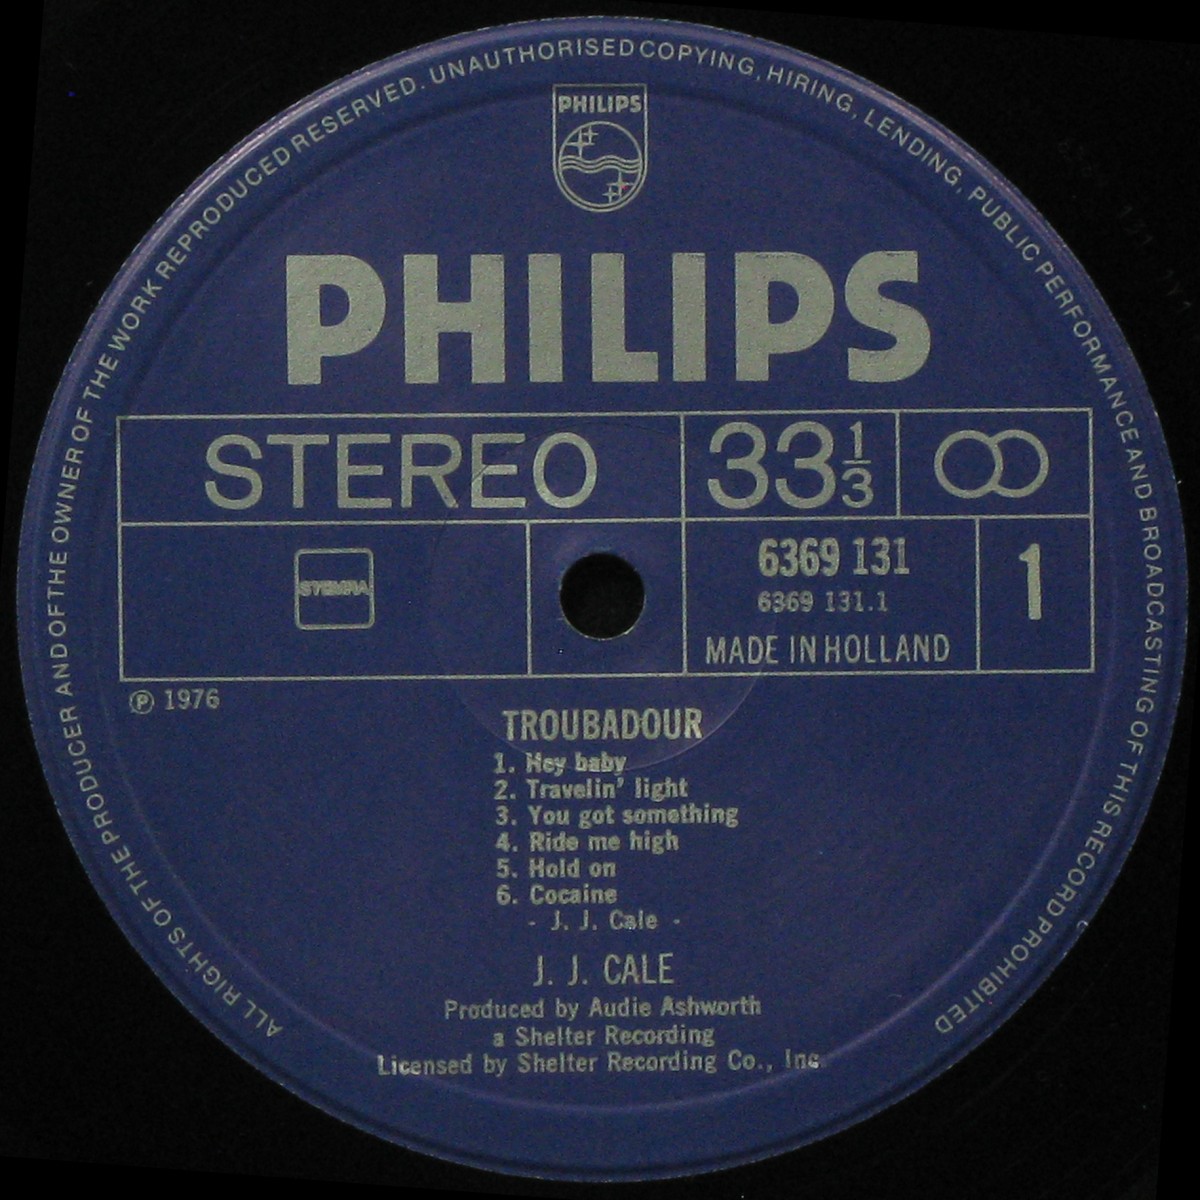 ALL RIGHTS OF THE PRODUCER AND OF THE OWNER OF THE WORK REPRODUCED RESERVED. UNAUTHORISED COPYING, HIRING, LENDING, PUBLIC PERFORMANCE AND BROADCASTING OF THIS RECORD PROHIBITED
PHILIPS
PHILIPS
STEREO 33 1/3
STEMRA
6369 131
6369 131.1
MADE IN HOLLAND
1
℗ 1976
TROUBADOUR
1. Hey baby
2. Travelin' light
3. You got something
4. Ride me high
5. Hold on
6. Cocaine
- J. J. Cale -
J. J. CALE
Produced by Audie Ashworth
a Shelter Recording
Licensed by Shelter Recording Co., Inc.